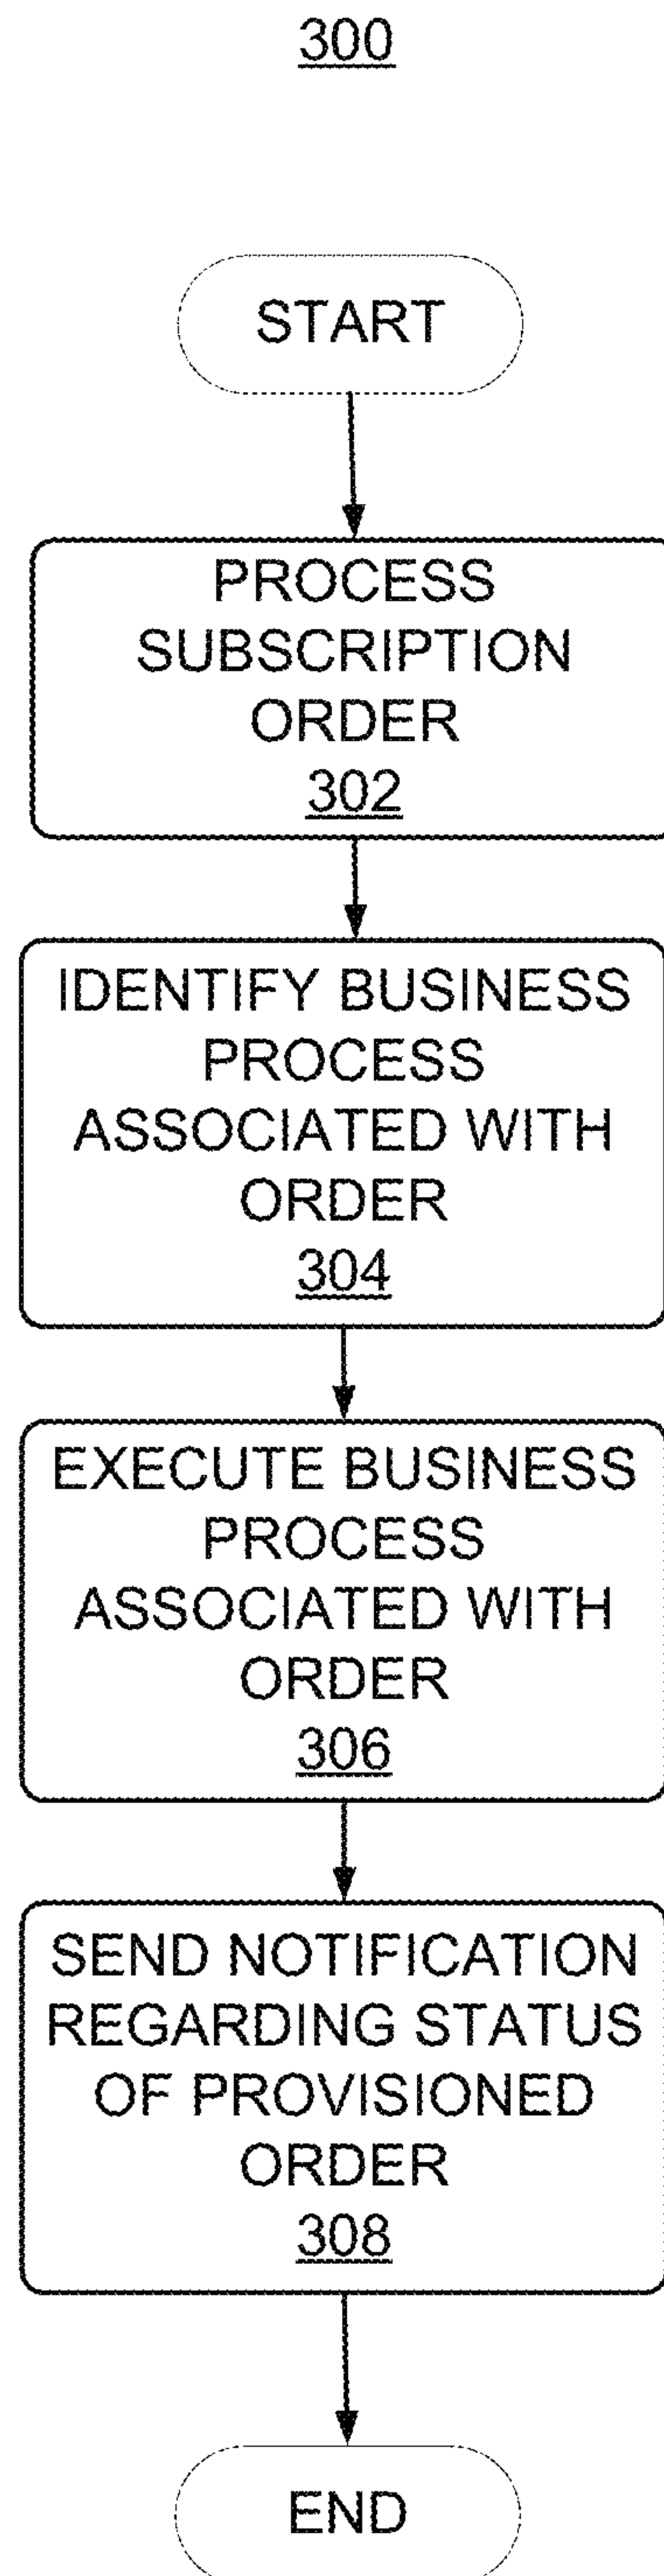 300
START
PROCESS
SUBSCRIPTION
ORDER
302
IDENTIFY BUSINESS
PROCESS
ASSOCIATED WITH
ORDER
304
EXECUTE BUSINESS
PROCESS
ASSOCIATED WITH
ORDER
306
SEND NOTIFICATION
REGARDING STATUS
OF PROVISIONED
ORDER
308
END